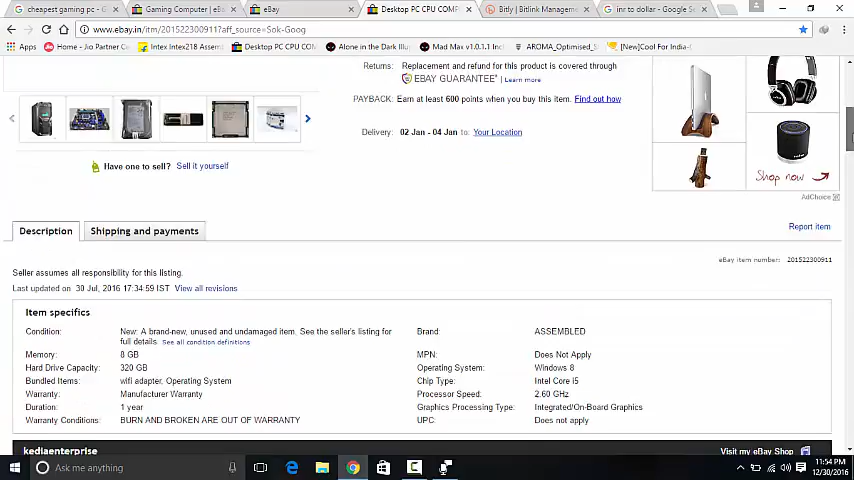 cheapest gaming pc - G
Gaming Computer | eBa
eBay
Desktop PC CPU COMP
Bitly | Bitlink Manageme
inr to dollar - Google Se
www.ebay.in/itm/201522300911?aff_source=Sok-Goog
Apps
Home - Jio Partner Ca
Intex Intex218 Assemb
Desktop PC CPU COM
Alone in the Dark Illu
Mad Max v1.0.1.1 Inc
AROMA_Optimised_S
[New]Cool For India-I
Returns: Replacement and refund for this product is covered through
EBAY GUARANTEE* | Learn more
PAYBACK: Earn at least 600 points when you buy this item. Find out how
Delivery: 02 Jan - 04 Jan to: Your Location
Have one to sell? Sell it yourself
Shop now
AdChoice
Description
Shipping and payments
Report item
eBay item number: 201522300911
Seller assumes all responsibility for this listing.
Last updated on 30 Jul, 2016 17:34:59 IST View all revisions
Item specifics
Condition: New: A brand-new, unused and undamaged item. See the seller's listing for
full details. See all condition definitions
Brand: ASSEMBLED
Memory: 8 GB
MPN: Does Not Apply
Hard Drive Capacity: 320 GB
Operating System: Windows 8
Bundled Items: wifi adapter, Operating System
Chip Type: Intel Core i5
Warranty: Manufacturer Warranty
Processor Speed: 2.60 GHz
Duration: 1 year
Graphics Processing Type: Integrated/On-Board Graphics
Warranty Conditions: BURN AND BROKEN ARE OUT OF WARRANTY
UPC: Does not apply
kediaenterprise
Visit my eBay Shop
Ask me anything
11:54 PM
12/30/2016